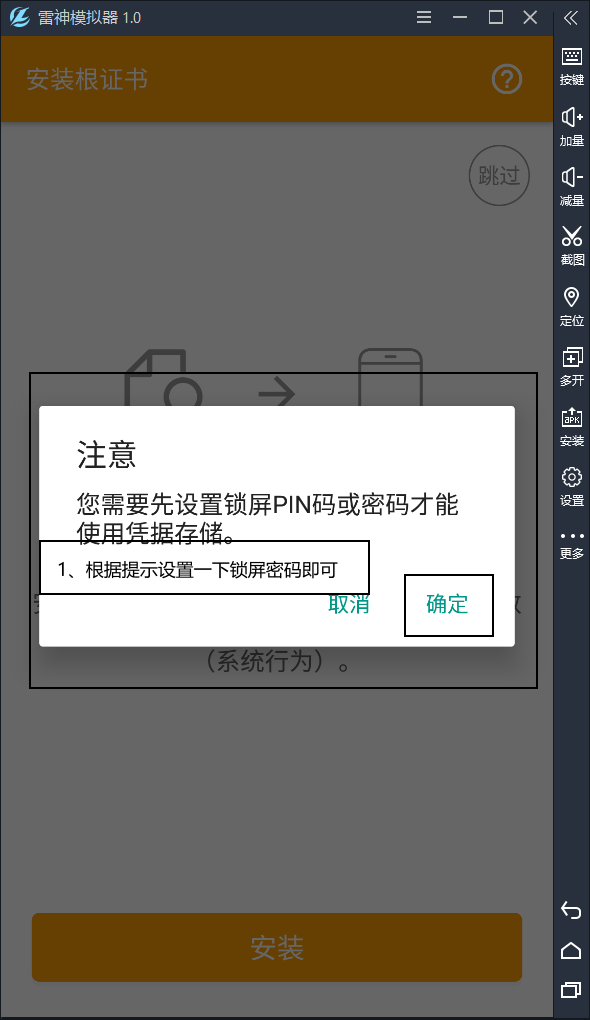 雷神模拟器 1.0
安装根证书
跳过
注意
您需要先设置锁屏PIN码或密码才能
使用凭据存储。
1、根据提示设置一下锁屏密码即可
取消
确定
（系统行为）。
安装
按键
加量
减量
截图
定位
多开
APK
安装
设置
更多